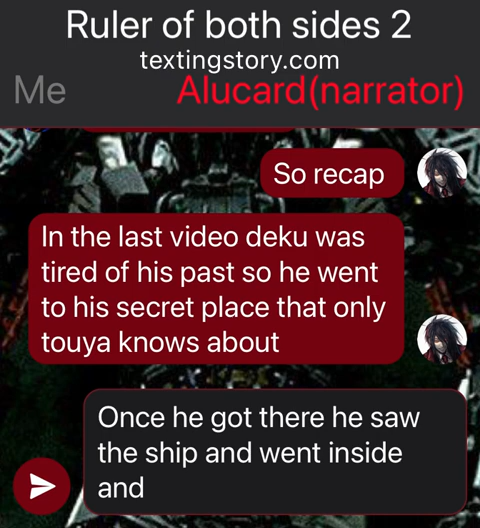 Ruler of both sides 2
textingstory.com
Me Alucard(narrator)
So recap
In the last video deku was
tired of his past so he went
to his secret place that only
touya knows about
Once he got there he saw
the ship and went inside
and